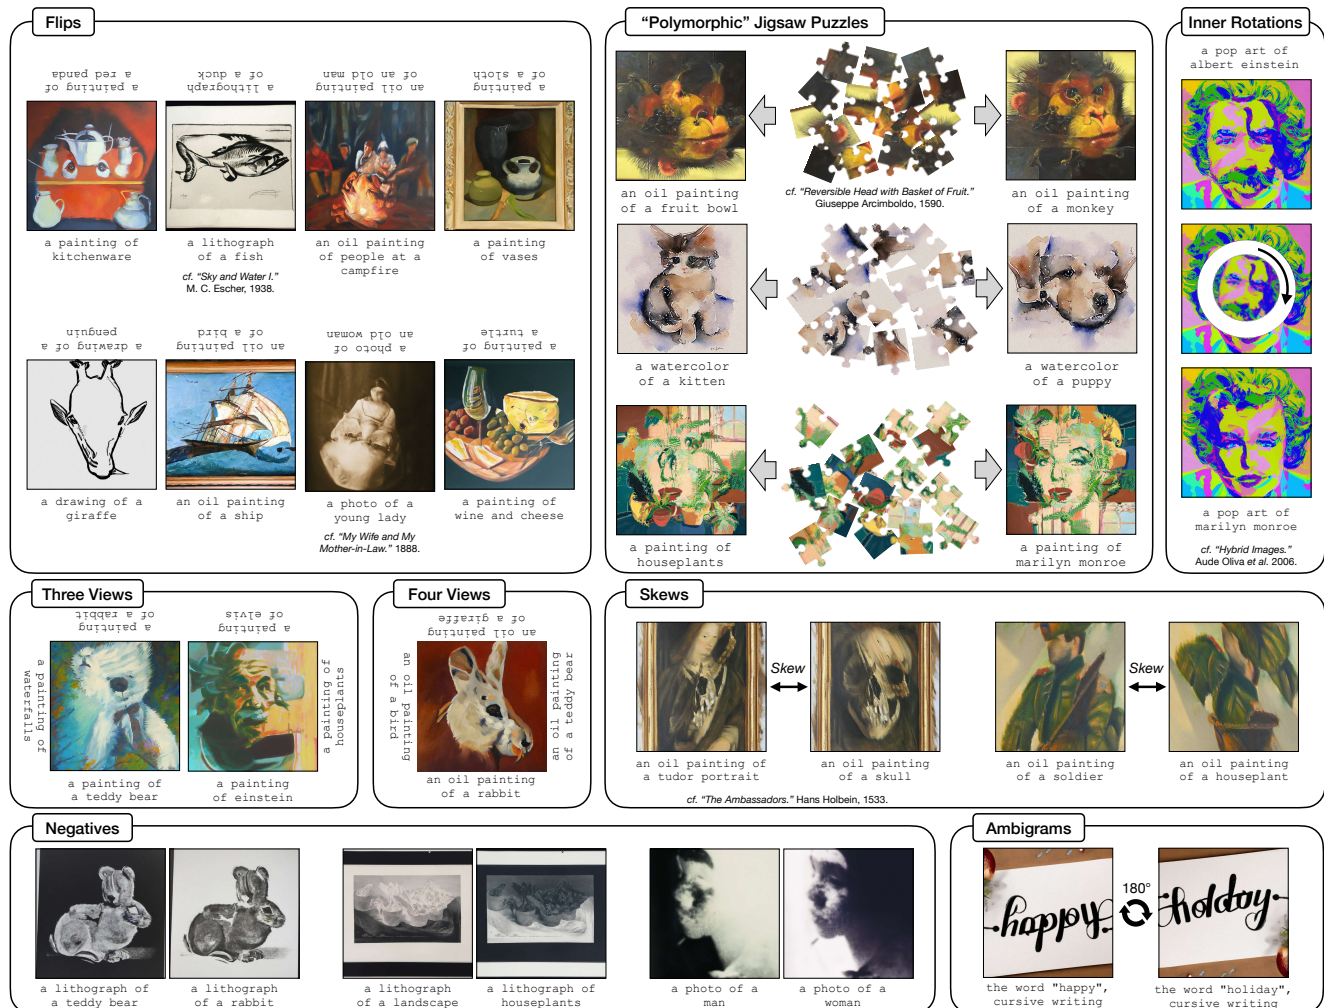 Flips
a painting of
a red panda
a lithograph
of a duck
an oil painting
of an old man
a painting
of a sloth
a painting of
kitchenware
a lithograph
of a fish
cf. “Sky and Water I.”
M. C. Escher, 1938.
an oil painting
of people at a
campfire
a painting
of vases
a drawing of a
penguin
an oil painting
of a bird
a photo of
an old woman
a painting of
a turtle
a drawing of a
giraffe
an oil painting
of a ship
a photo of a
young lady
cf. “My Wife and My
Mother-in-Law.” 1888.
a painting of
wine and cheese
“Polymorphic” Jigsaw Puzzles
an oil painting
of a fruit bowl
cf. “Reversible Head with Basket of Fruit.”
Giuseppe Arcimboldo, 1590.
an oil painting
of a monkey
a watercolor
of a kitten
a watercolor
of a puppy
a painting of
houseplants
a painting of
marilyn monroe
Inner Rotations
a pop art of
albert einstein
a pop art of
marilyn monroe
cf. “Hybrid Images.”
Aude Oliva et al. 2006.
Three Views
a painting
of a rabbit
a painting of
waterfalls
a painting of
a teddy bear
a painting
of elvis
a painting of
houseplants
a painting
of einstein
Four Views
an oil painting
of a giraffe
an oil painting
of a bird
an oil painting
of a teddy bear
an oil painting
of a rabbit
Skews
Skew
an oil painting of
a tudor portrait
an oil painting
of a skull
cf. “The Ambassadors.” Hans Holbein, 1533.
Skew
an oil painting
of a soldier
an oil painting
of a houseplant
Negatives
a lithograph of
a teddy bear
a lithograph
of a rabbit
a lithograph
of a landscape
a lithograph of
houseplants
a photo of a
man
a photo of a
woman
Ambigrams
happy
180°
holiday
the word "happy",
cursive writing
the word "holiday",
cursive writing